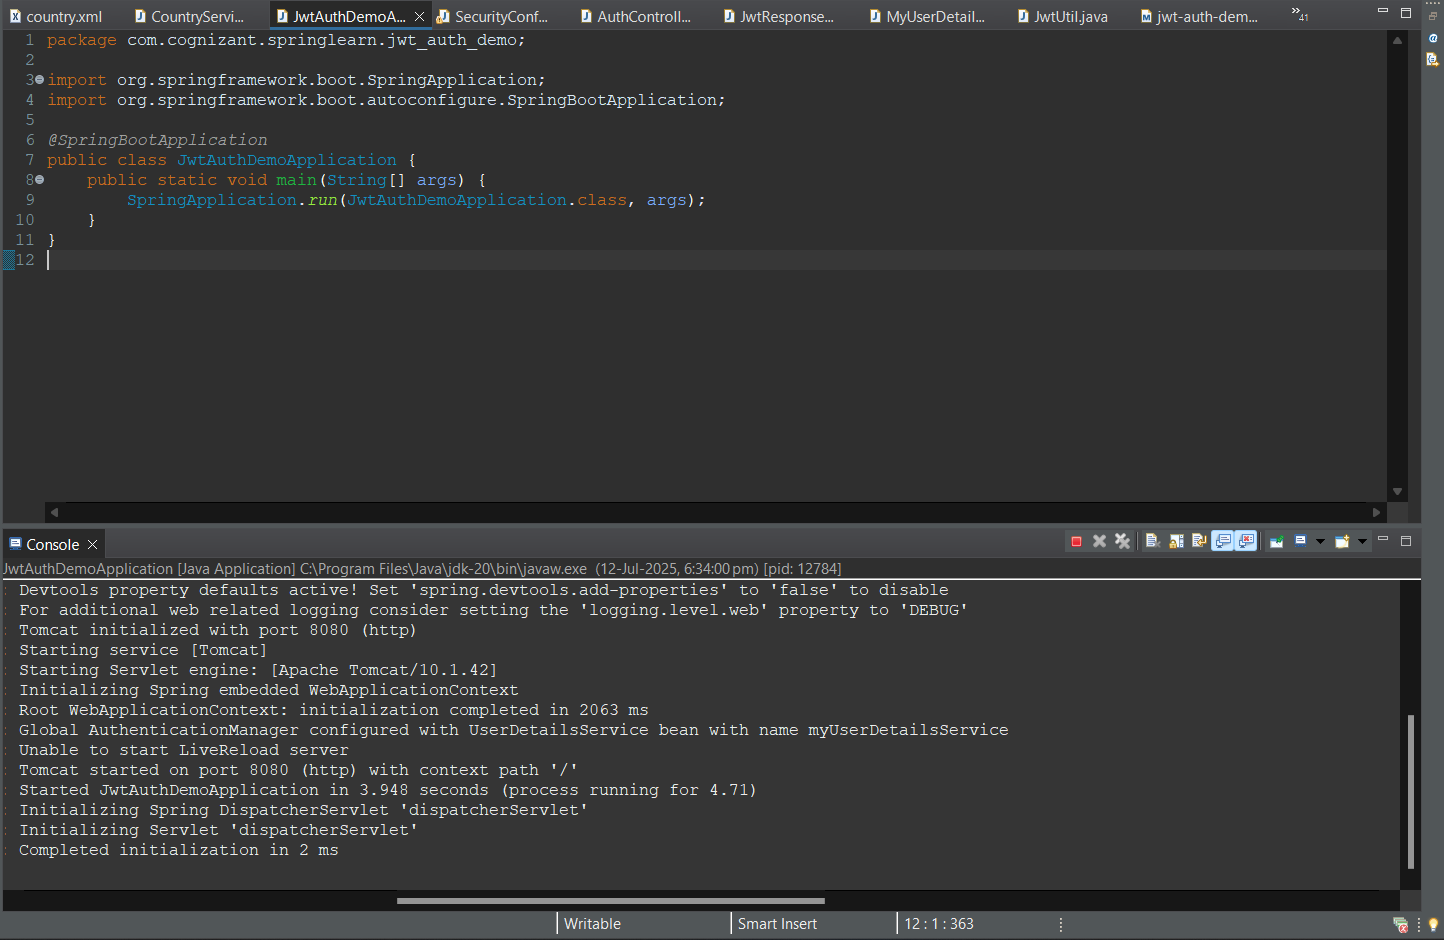 country.xml CountryServi... JwtAuthDemoA... SecurityConf... AuthControll... JwtResponse... MyUserDetail... JwtUtil.java jwt-auth-dem... »41
1 package com.cognizant.springlearn.jwt_auth_demo;
2
3 import org.springframework.boot.SpringApplication;
4 import org.springframework.boot.autoconfigure.SpringBootApplication;
5
6 @SpringBootApplication
7 public class JwtAuthDemoApplication {
8 public static void main(String[] args) {
9 SpringApplication.run(JwtAuthDemoApplication.class, args);
10 }
11 }
12
Console
JwtAuthDemoApplication [Java Application] C:\Program Files\Java\jdk-20\bin\javaw.exe (12-Jul-2025, 6:34:00 pm) [pid: 12784]
: Devtools property defaults active! Set 'spring.devtools.add-properties' to 'false' to disable
: For additional web related logging consider setting the 'logging.level.web' property to 'DEBUG'
: Tomcat initialized with port 8080 (http)
: Starting service [Tomcat]
: Starting Servlet engine: [Apache Tomcat/10.1.42]
: Initializing Spring embedded WebApplicationContext
: Root WebApplicationContext: initialization completed in 2063 ms
: Global AuthenticationManager configured with UserDetailsService bean with name myUserDetailsService
: Unable to start LiveReload server
: Tomcat started on port 8080 (http) with context path '/'
: Started JwtAuthDemoApplication in 3.948 seconds (process running for 4.71)
: Initializing Spring DispatcherServlet 'dispatcherServlet'
: Initializing Servlet 'dispatcherServlet'
: Completed initialization in 2 ms
Writable Smart Insert 12 : 1 : 363